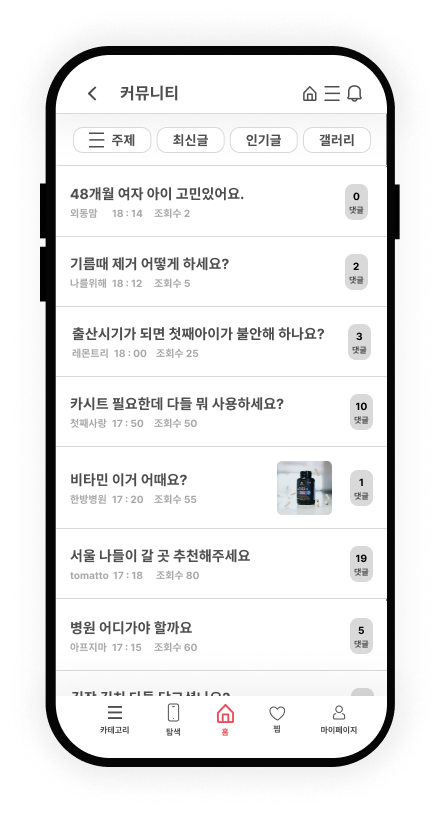 커뮤니티
주제 최신글 인기글 갤러리
48개월 여자 아이 고민있어요.
외동맘 18 : 14 조회수 2
0
댓글
기름때 제거 어떻게 하세요?
나를위해 18 : 12 조회수 5
2
댓글
출산시기가 되면 첫째아이가 불안해 하나요?
레몬트리 18 : 00 조회수 25
3
댓글
카시트 필요한데 다들 뭐 사용하세요?
첫째사랑 17 : 50 조회수 50
10
댓글
비타민 이거 어때요?
한방병원 17 : 20 조회수 55
1
댓글
서울 나들이 갈 곳 추천해주세요
tomatto 17 : 18 조회수 80
19
댓글
병원 어디가야 할까요
아프지마 17 : 15 조회수 60
5
댓글
카테고리 탐색 홈 찜 마이페이지